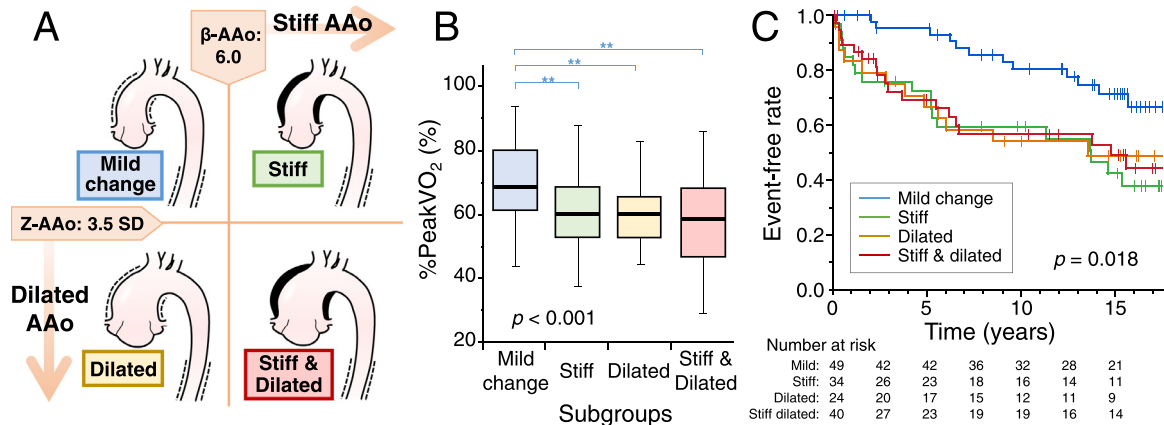 A
β-AAo:
6.0
Stiff AAo
Mild
change
Stiff
Z-AAo: 3.5 SD
Dilated
AAo
Dilated
Stiff &
Dilated
B
**
**
**
%PeakVO₂ (%)
100
80
60
40
20
p < 0.001
Mild
change
Stiff
Dilated
Stiff &
Dilated
Subgroups
C
Event-free rate
1.0
0.8
0.6
0.4
0.2
0.0
Mild change
Stiff
Dilated
Stiff & dilated
p = 0.018
0 5 10 15
Time (years)
Number at risk
Mild: 49 42 42 36 32 28 21
Stiff: 34 26 23 18 16 14 11
Dilated: 24 20 17 15 12 11 9
Stiff dilated: 40 27 23 19 19 16 14